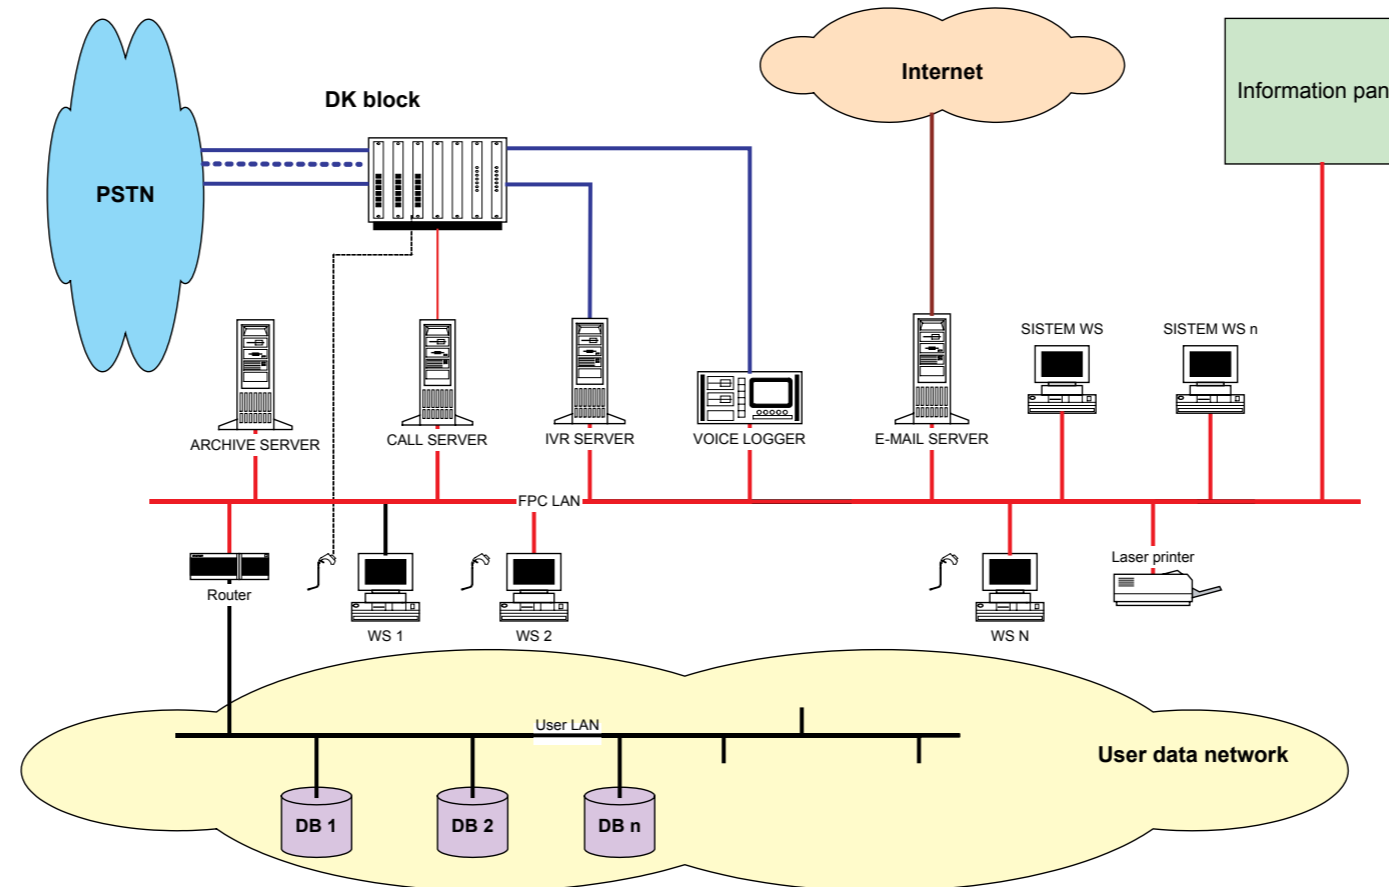 Internet
DK block
Information pan
PSTN
SISTEM WS
SISTEM WS n
ARCHIVE SERVER
CALL SERVER
IVR SERVER
VOICE LOGGER
E-MAIL SERVER
FPC LAN
Laser printer
Router
WS 1
WS 2
WS N
User LAN
User data network
DB 1
DB 2
DB n